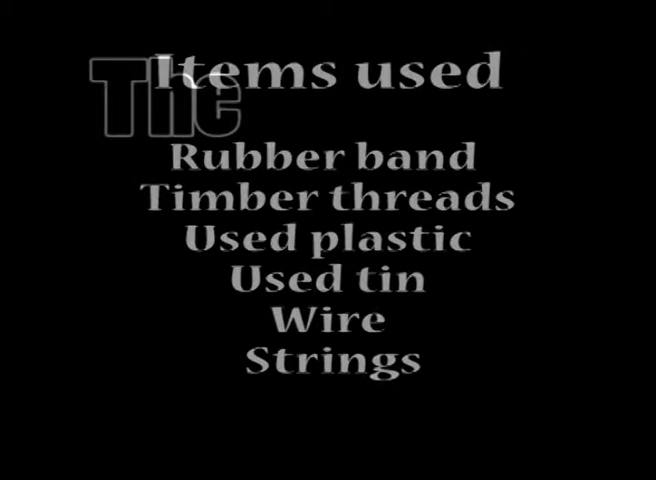 The
Items used
Rubber band
Timber threads
Used plastic
Used tin
Wire
Strings